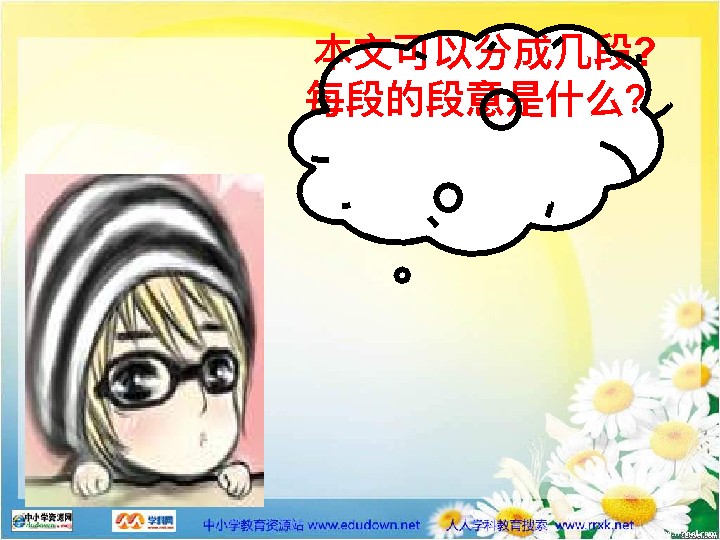 本文可以分成几段?
每段的段意是什么?
中小学资源网
学科网
中小学教育资源站 www.edudown.net 人人学科教育搜索 www.rrxk.net